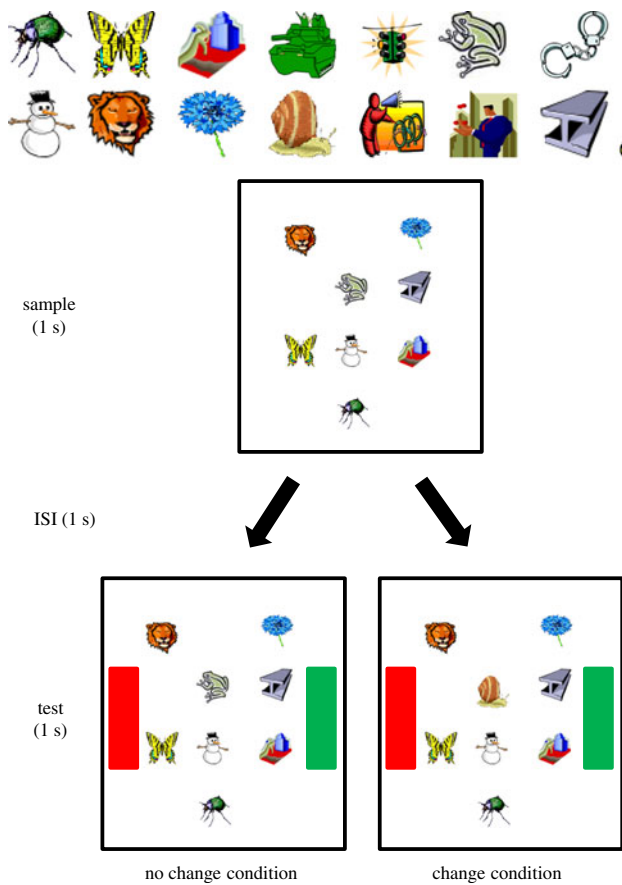 sample
(1 s)
ISI (1 s)
test
(1 s)
no change condition
change condition